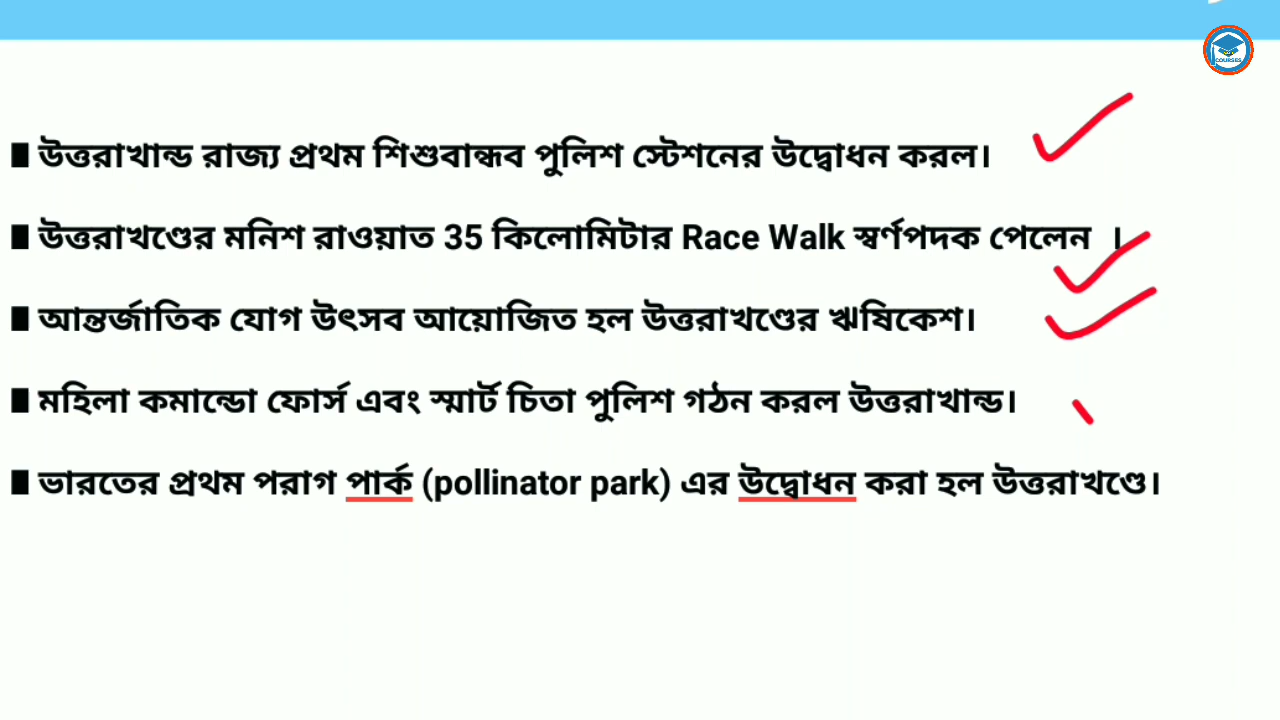 COURSES
■ উত্তরাখান্ড রাজ্য প্রথম শিশুবান্ধব পুলিশ স্টেশনের উদ্বোধন করল।
■ উত্তরাখণ্ডের মনিশ রাওয়াত 35 কিলোমিটার Race Walk স্বর্ণপদক পেলেন ।
■ আন্তর্জাতিক যোগ উৎসব আয়োজিত হল উত্তরাখণ্ডের ঋষিকেশ।
■ মহিলা কমান্ডো ফোর্স এবং স্মার্ট চিতা পুলিশ গঠন করল উত্তরাখান্ড।
■ ভারতের প্রথম পরাগ পার্ক (pollinator park) এর উদ্বোধন করা হল উত্তরাখণ্ডে।